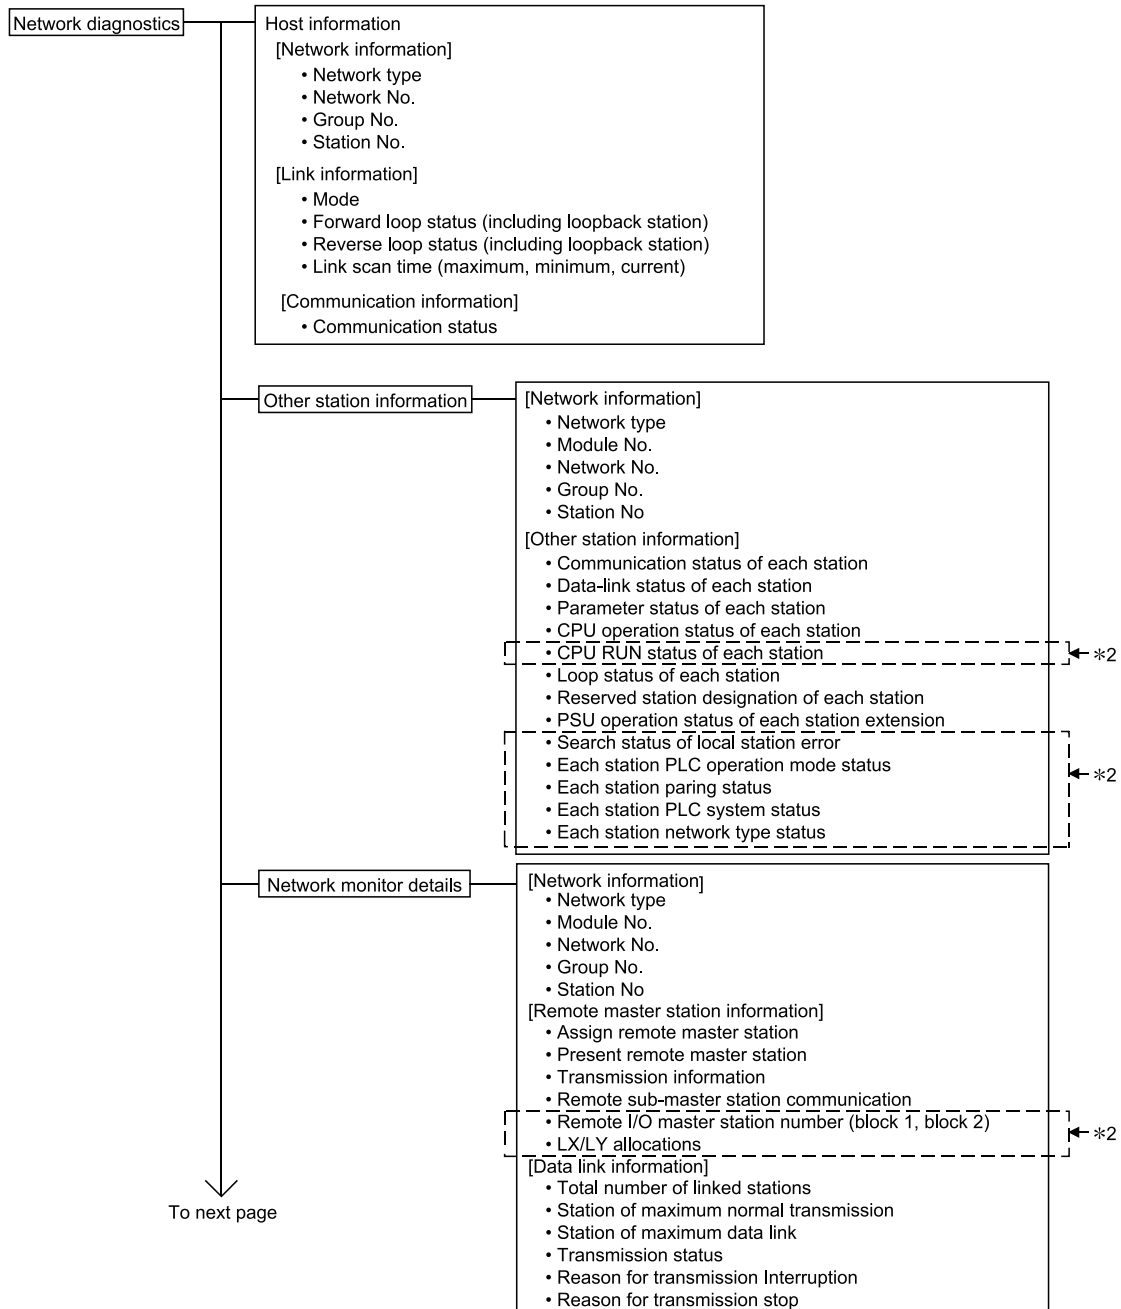 Network diagnostics
Host information
[Network information]
• Network type
• Network No.
• Group No.
• Station No.
[Link information]
• Mode
• Forward loop status (including loopback station)
• Reverse loop status (including loopback station)
• Link scan time (maximum, minimum, current)
[Communication information]
• Communication status
Other station information
[Network information]
• Network type
• Module No.
• Network No.
• Group No.
• Station No
[Other station information]
• Communication status of each station
• Data-link status of each station
• Parameter status of each station
• CPU operation status of each station
• CPU RUN status of each station
*2
• Loop status of each station
• Reserved station designation of each station
• PSU operation status of each station extension
• Search status of local station error
• Each station PLC operation mode status
*2
• Each station paring status
• Each station PLC system status
• Each station network type status
Network monitor details
[Network information]
• Network type
• Module No.
• Network No.
• Group No.
• Station No
[Remote master station information]
• Assign remote master station
• Present remote master station
• Transmission information
• Remote sub-master station communication
• Remote I/O master station number (block 1, block 2)
*2
• LX/LY allocations
[Data link information]
• Total number of linked stations
• Station of maximum normal transmission
• Station of maximum data link
• Transmission status
• Reason for transmission Interruption
• Reason for transmission stop
To next page